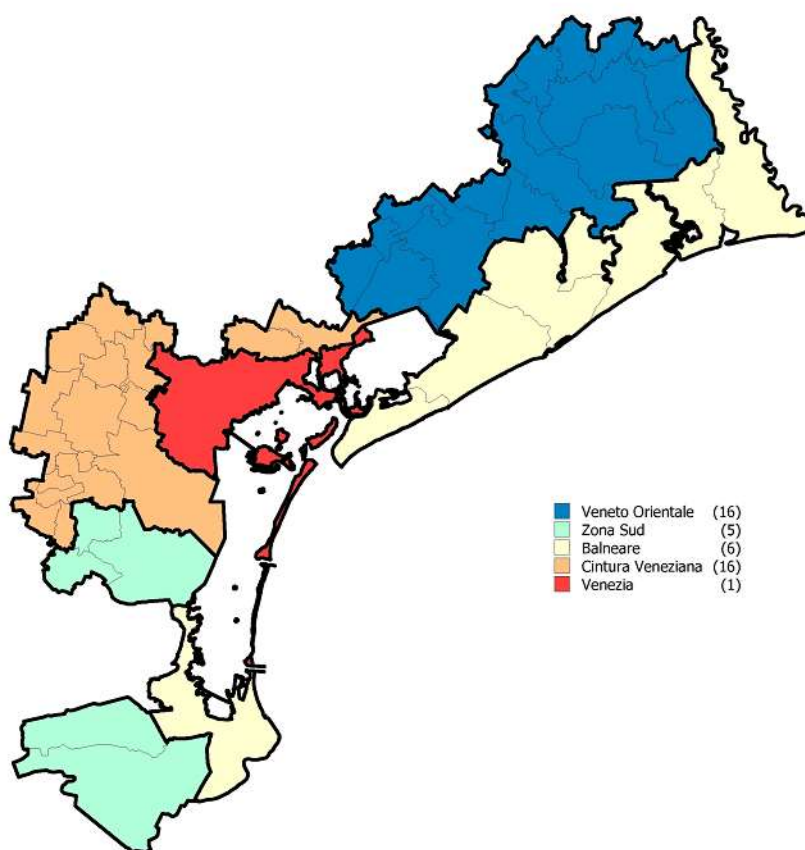 Veneto Orientale (16)
Zona Sud (5)
Balneare (6)
Cintura Veneziana (16)
Venezia (1)